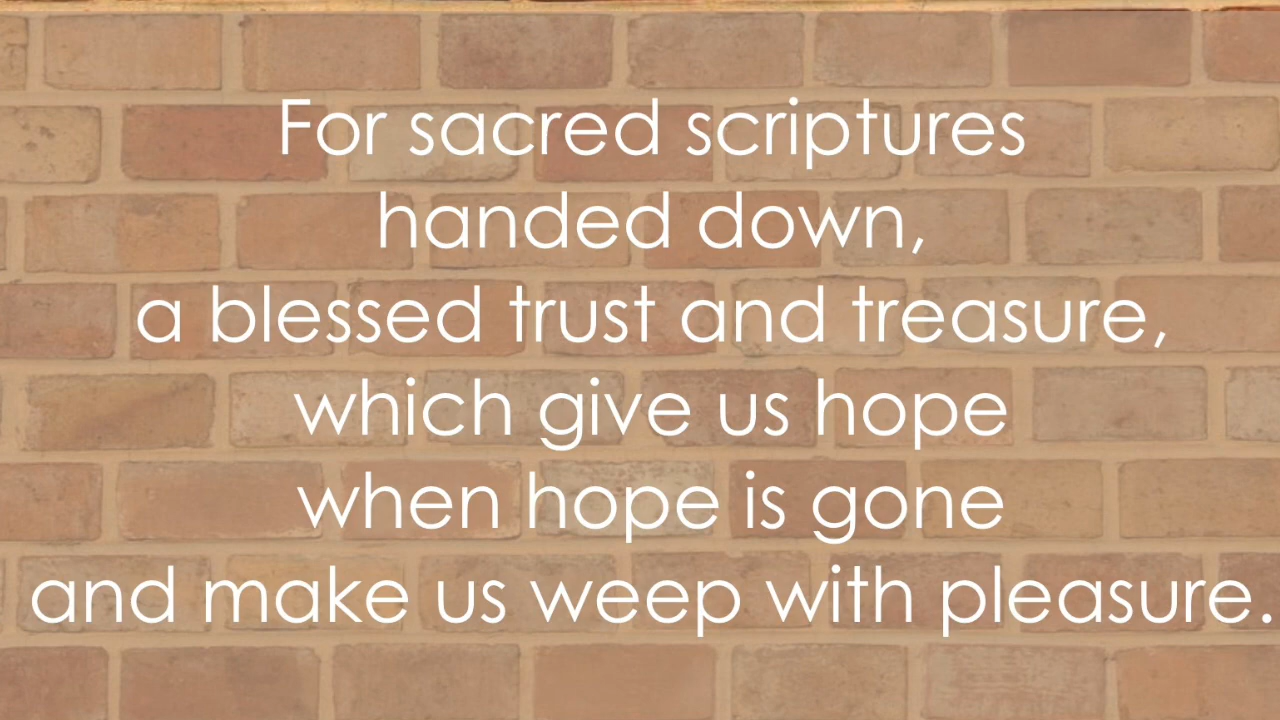 For sacred scriptures
handed down,
a blessed trust and treasure,
which give us hope
when hope is gone
and make us weep with pleasure.